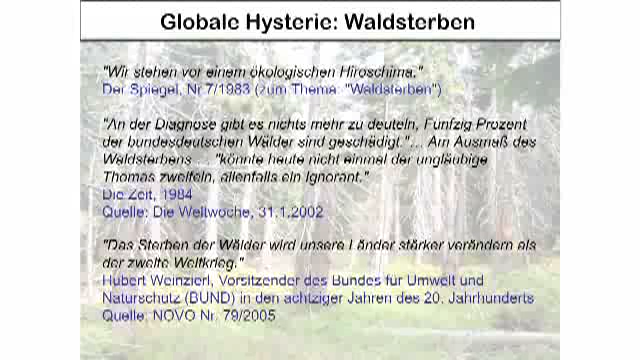 Globale Hysterie: Waldsterben
"Wir stehen vor einem ökologischen Hiroschima."
Der Spiegel, Nr 7/1983 (zum Thema: "Waldsterben")
"An der Diagnose gibt es nichts mehr zu deuteln, Fünfzig Prozent
der bundesdeutschen Wälder sind geschädigt."... Am Ausmaß des
Waldsterbens ... "könnte heute nicht einmal der ungläubige
Thomas zweifeln, allenfalls ein Ignorant."
Die Zeit, 1984
Quelle: Die Weltwoche, 31.1.2002
"Das Sterben der Wälder wird unsere Länder stärker verändern als
der zweite Weltkrieg."
Hubert Weinzierl, Vorsitzender des Bundes für Umwelt und
Naturschutz (BUND) in den achtziger Jahren des 20. Jahrhunderts
Quelle: NOVO Nr. 79/2005